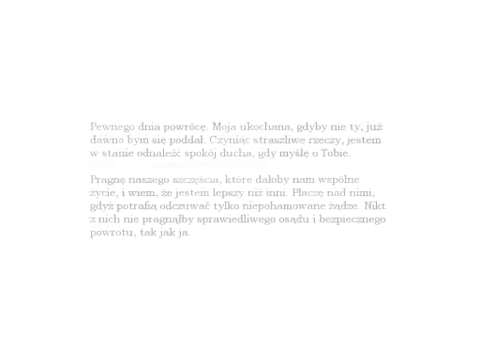 Pewnego dnia powrócę. Moja ukochana, gdyby nie ty, już
dawno bym się poddał. Czyniąc straszliwe rzeczy, jestem
w stanie odnaleźć spokój ducha, gdy myślę o Tobie.
Pragnę naszego szczęścia, które dałoby nam wspólne
życie, i wiem, że jestem lepszy niż inni. Płaczę nad nimi,
gdyż potrafią odczuwać tylko niepohamowane żądze. Nikt
z nich nie pragnąłby sprawiedliwego osądu i bezpiecznego
powrotu, tak jak ja.